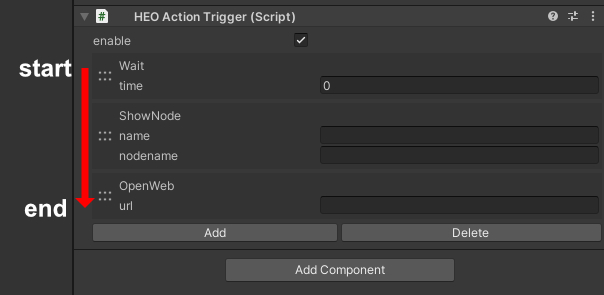 HEO Action Trigger (Script)
enable
start
Wait
time 0
ShowNode
name
nodename
OpenWeb
end
url
Add Delete
Add Component